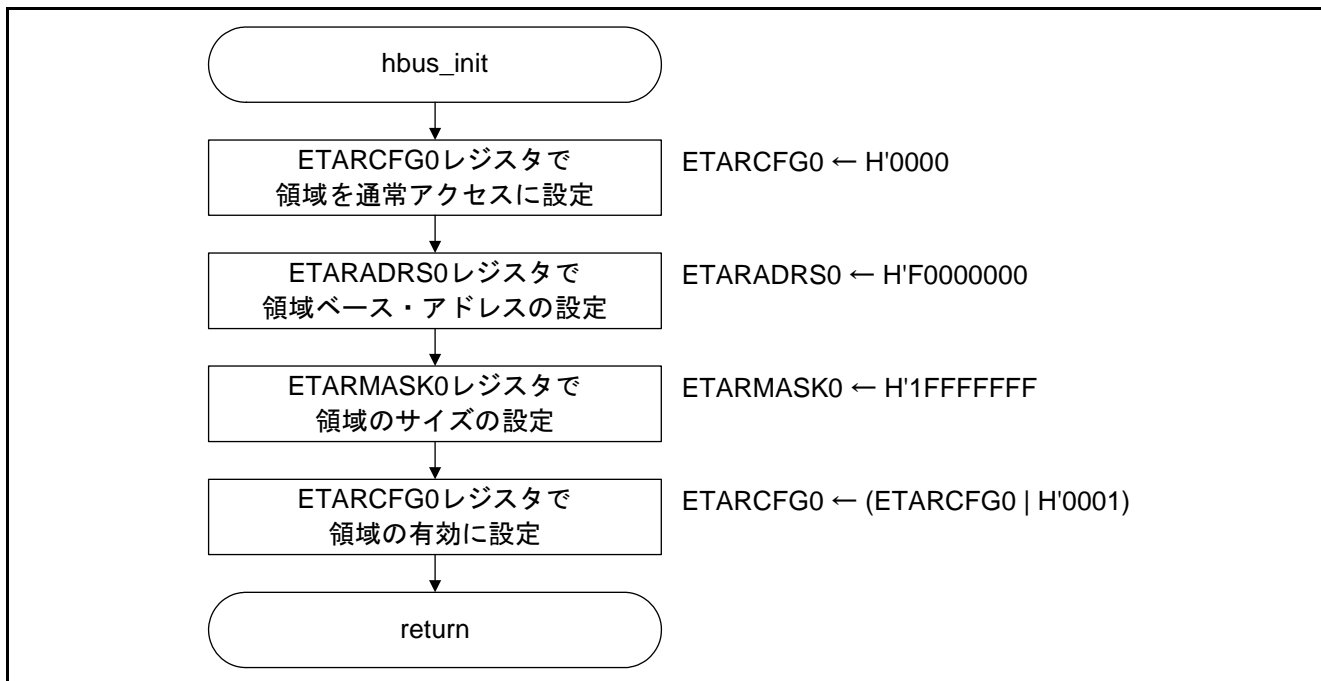 hbus_init
ETARCFG0レジスタで
領域を通常アクセスに設定
ETARCFG0 ← H'0000
ETARADRS0レジスタで
領域ベース・アドレスの設定
ETARADRS0 ← H'F0000000
ETARMASK0レジスタで
領域のサイズの設定
ETARMASK0 ← H'1FFFFFFF
ETARCFG0レジスタで
領域の有効に設定
ETARCFG0 ← (ETARCFG0 | H'0001)
return